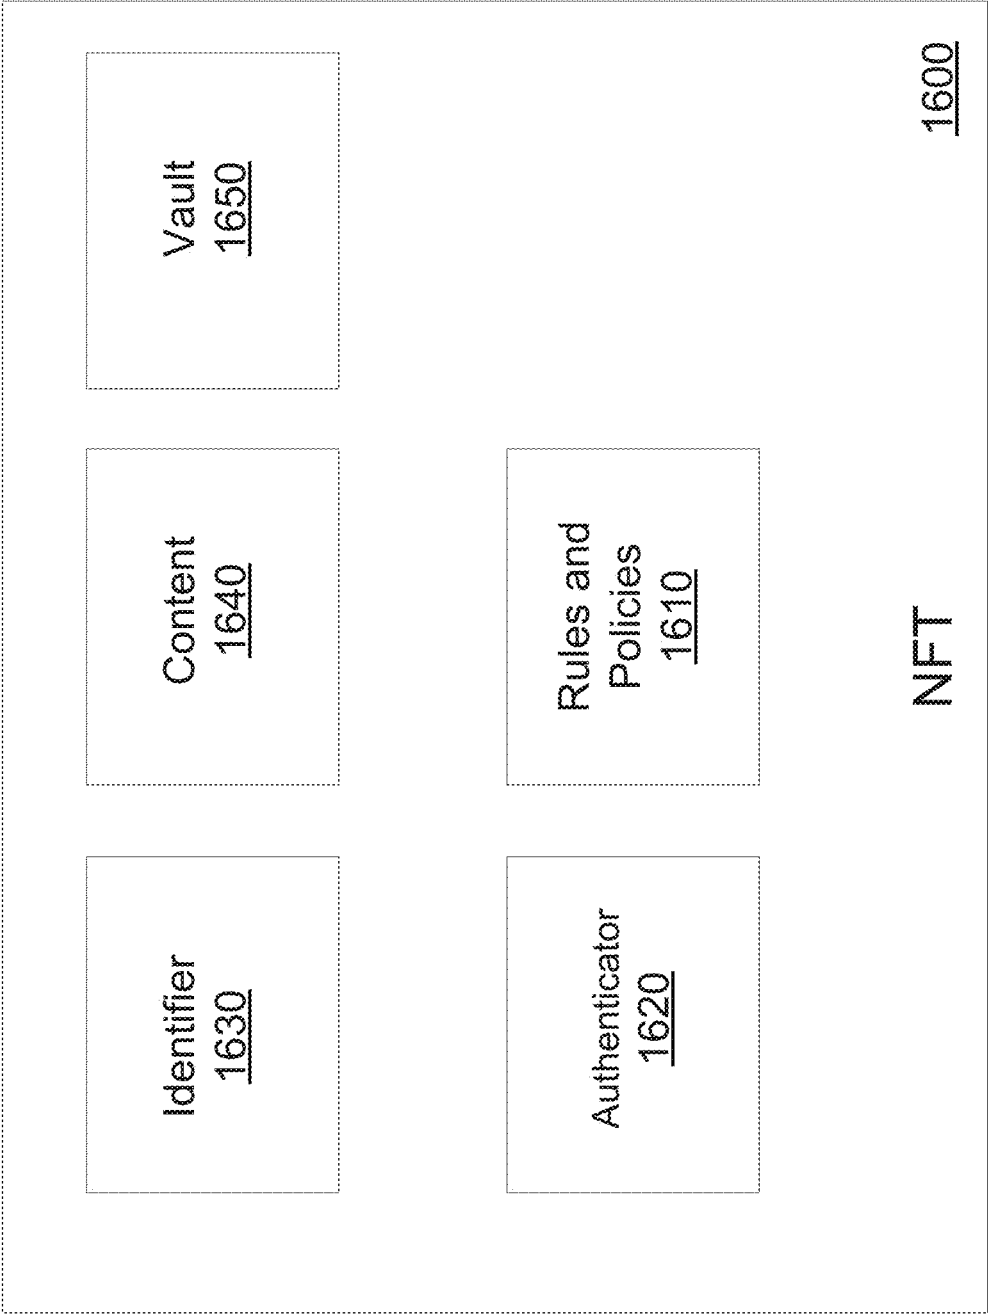 Identifier
1630
Content
1640
Vault
1650
Authenticator
1620
Rules and
Policies
1610
NFT
1600